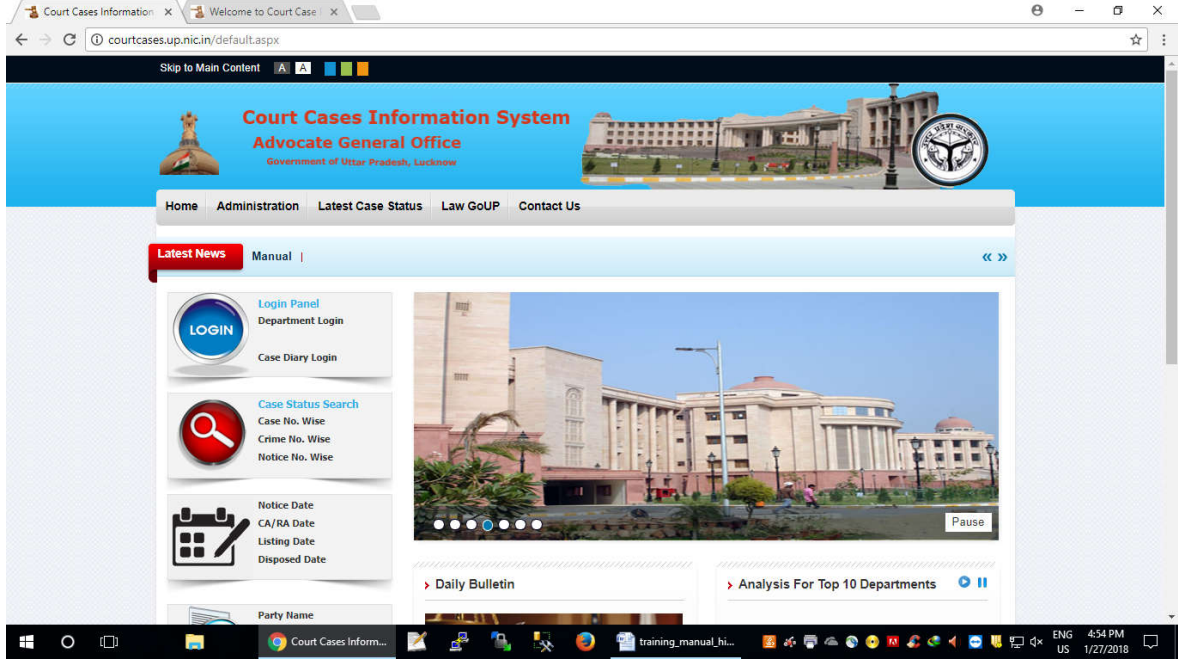 Court Cases Information
Welcome to Court Case
courtcases.up.nic.in/default.aspx
Skip to Main Content A A
Court Cases Information System
Advocate General Office
Government of Uttar Pradesh, Lucknow
उत्तर प्रदेश सरकार
Home Administration Latest Case Status Law GoUP Contact Us
Latest News Manual |
LOGIN
Login Panel
Department Login
Case Diary Login
Case Status Search
Case No. Wise
Crime No. Wise
Notice No. Wise
Notice Date
CA/RA Date
Listing Date
Disposed Date
Party Name
Pause
Daily Bulletin
Analysis For Top 10 Departments
Court Cases Inform...
training_manual_hi...
ENG
US
4:54 PM
1/27/2018